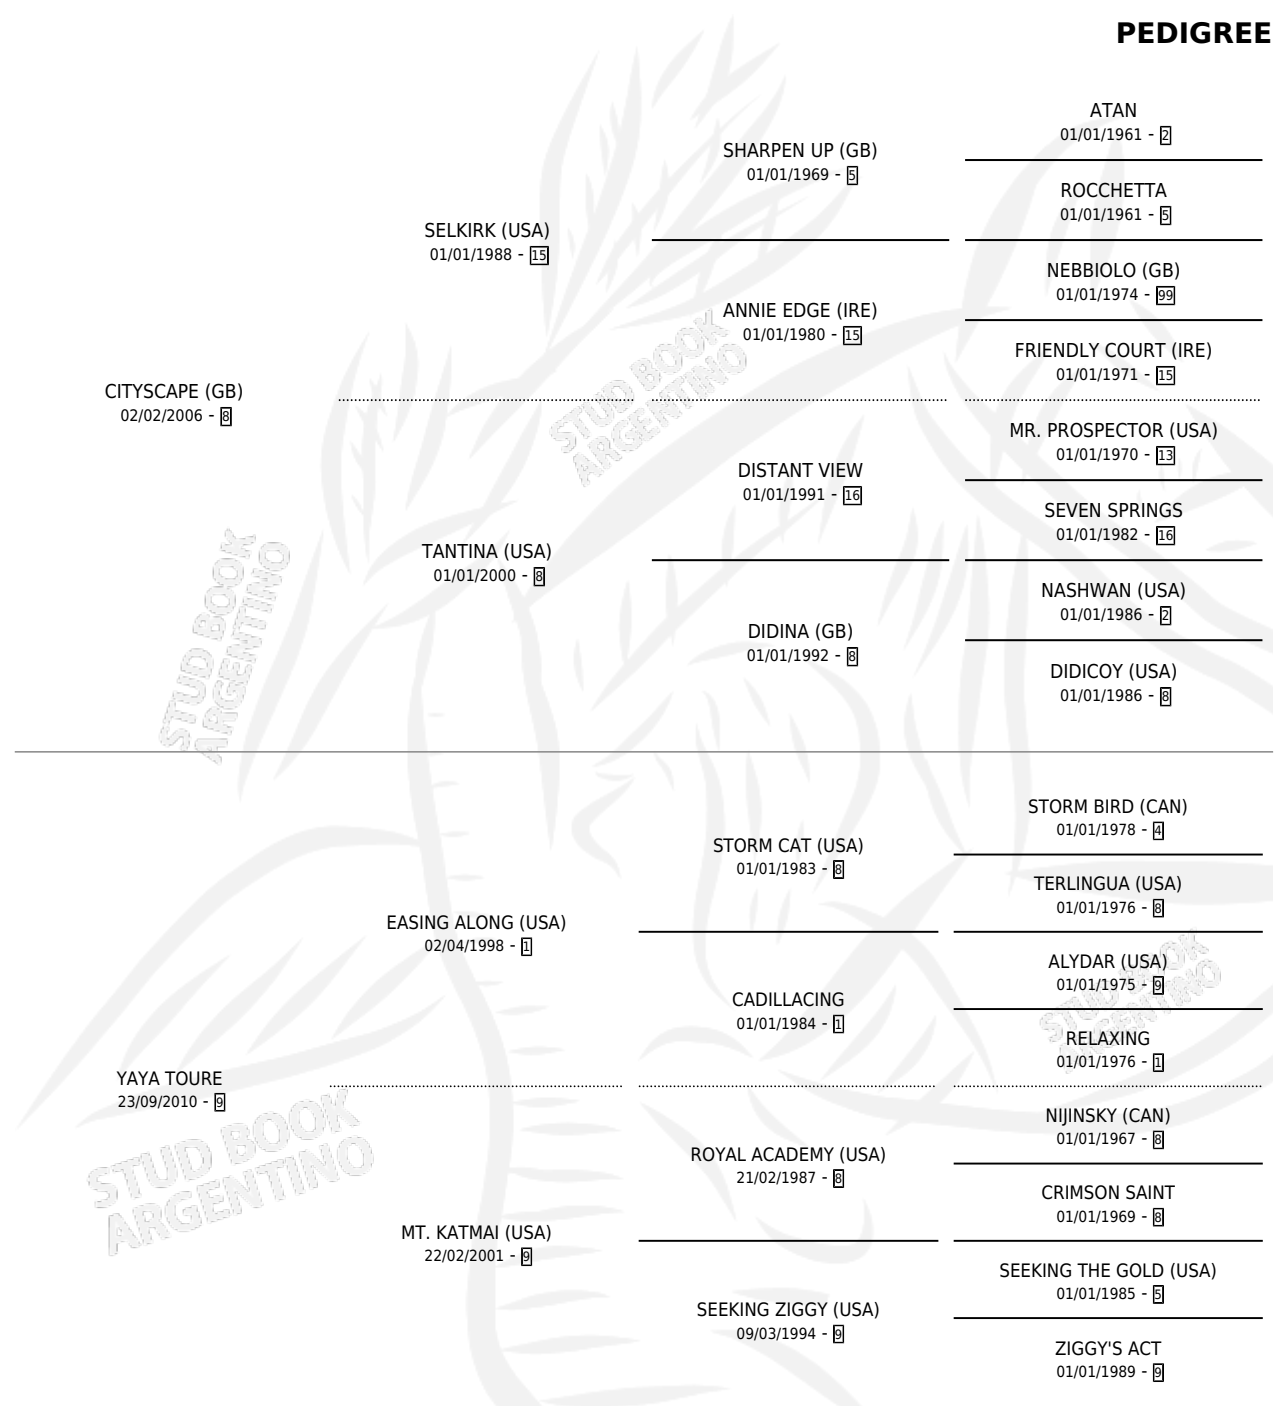 PEDIGREE
ATAN
01/01/1961 - 2
SHARPEN UP (GB)
01/01/1969 - 5
ROCCHETTA
01/01/1961 - 5
SELKIRK (USA)
01/01/1988 - 15
NEBBIOLO (GB)
01/01/1974 - 99
ANNIE EDGE (IRE)
01/01/1980 - 15
FRIENDLY COURT (IRE)
01/01/1971 - 15
CITYSCAPE (GB)
02/02/2006 - 8
MR. PROSPECTOR (USA)
01/01/1970 - 13
DISTANT VIEW
01/01/1991 - 16
SEVEN SPRINGS
01/01/1982 - 16
TANTINA (USA)
01/01/2000 - 8
NASHWAN (USA)
01/01/1986 - 2
DIDINA (GB)
01/01/1992 - 8
DIDICOY (USA)
01/01/1986 - 8
STORM BIRD (CAN)
01/01/1978 - 4
STORM CAT (USA)
01/01/1983 - 8
TERLINGUA (USA)
01/01/1976 - 8
EASING ALONG (USA)
02/04/1998 - 1
ALYDAR (USA)
01/01/1975 - 9
CADILLACING
01/01/1984 - 1
RELAXING
01/01/1976 - 1
YAYA TOURE
23/09/2010 - 9
NIJINSKY (CAN)
01/01/1967 - 8
ROYAL ACADEMY (USA)
21/02/1987 - 8
CRIMSON SAINT
01/01/1969 - 8
MT. KATMAI (USA)
22/02/2001 - 9
SEEKING THE GOLD (USA)
01/01/1985 - 5
SEEKING ZIGGY (USA)
09/03/1994 - 9
ZIGGY'S ACT
01/01/1989 - 9
STUD BOOK
ARGENTINO
STUD BOOK
ARGENTINO
STUD BOOK
ARGENTINO
STUD BOOK
ARGENTINO